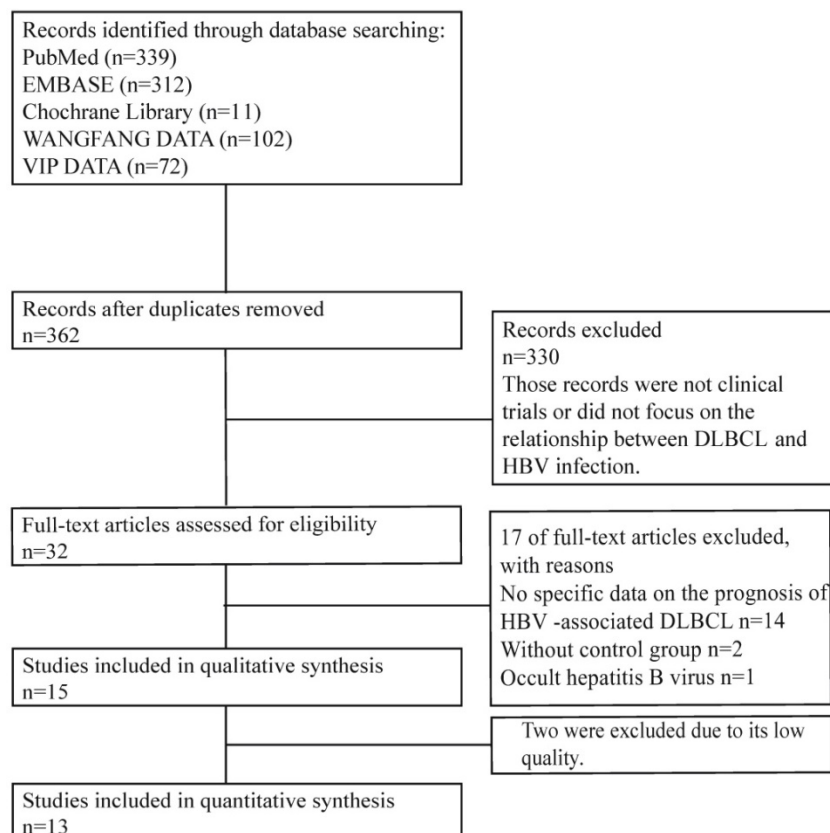 Records identified through database searching:
PubMed (n=339)
EMBASE (n=312)
Chochrane Library (n=11)
WANGFANG DATA (n=102)
VIP DATA (n=72)
Records after duplicates removed
n=362
Records excluded
n=330
Those records were not clinical
trials or did not focus on the
relationship between DLBCL and
HBV infection.
Full-text articles assessed for eligibility
n=32
17 of full-text articles excluded,
with reasons
No specific data on the prognosis of
HBV -associated DLBCL n=14
Without control group n=2
Occult hepatitis B virus n=1
Studies included in qualitative synthesis
n=15
Two were excluded due to its low
quality.
Studies included in quantitative synthesis
n=13